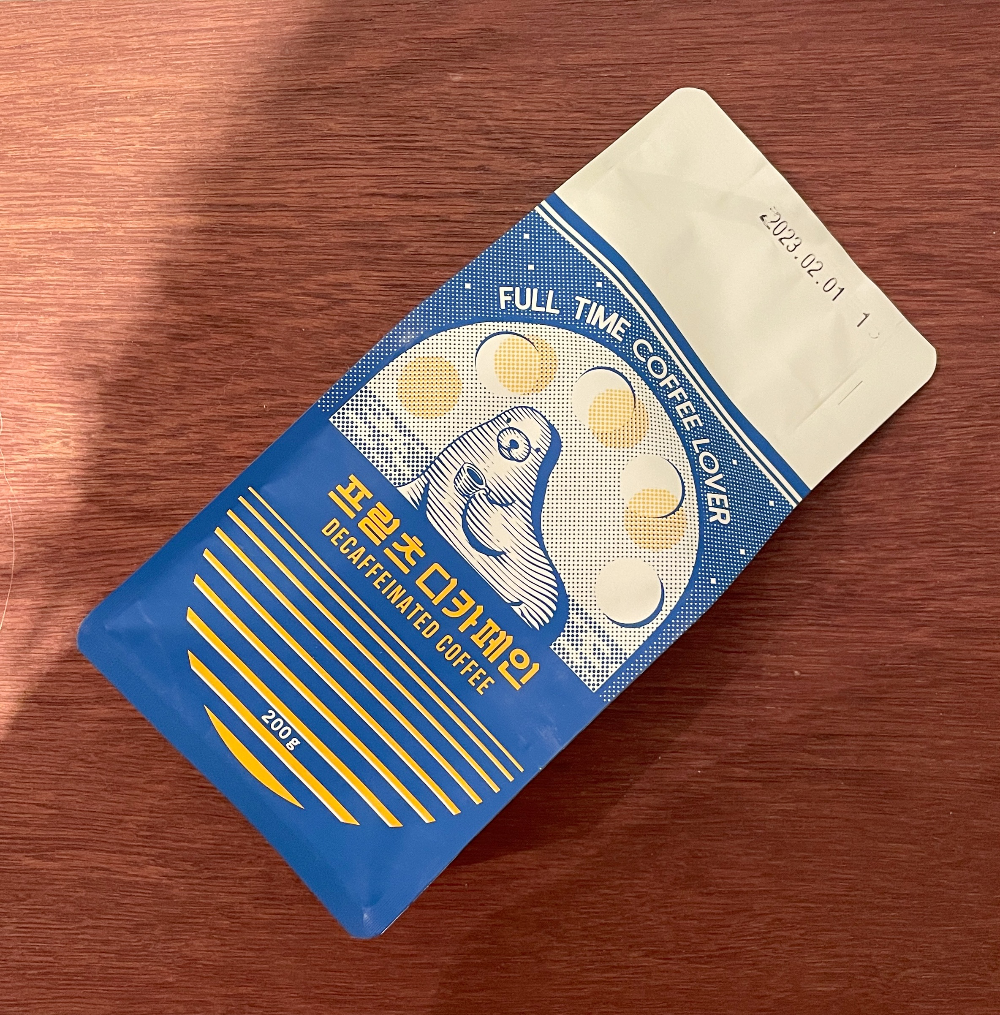 2023.02.01
FULL TIME COFFEE LOVER
프릳츠 디카페인
DECAFFEINATED COFFEE
200g